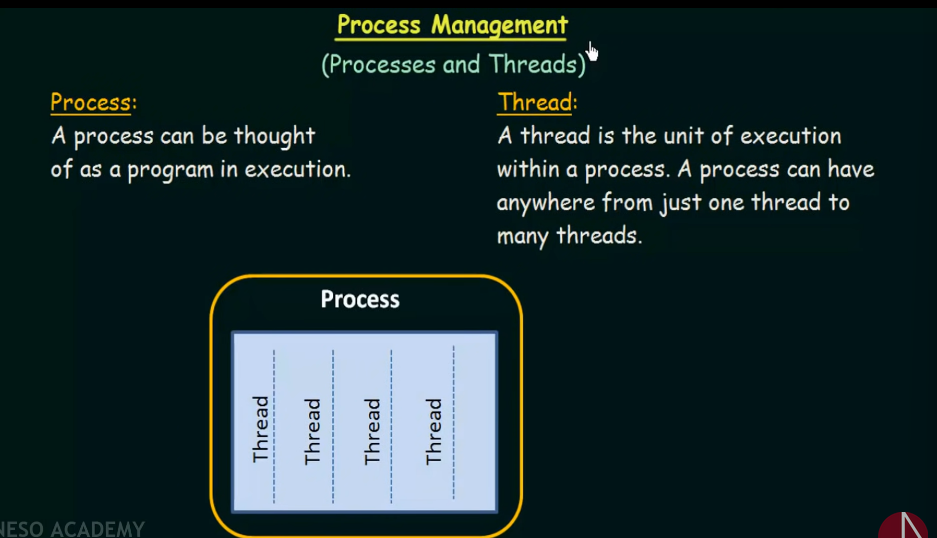 Process Management
(Processes and Threads)
Process:
A process can be thought
of as a program in execution.
Thread:
A thread is the unit of execution
within a process. A process can have
anywhere from just one thread to
many threads.
Process
Thread
Thread
Thread
Thread
NESO ACADEMY